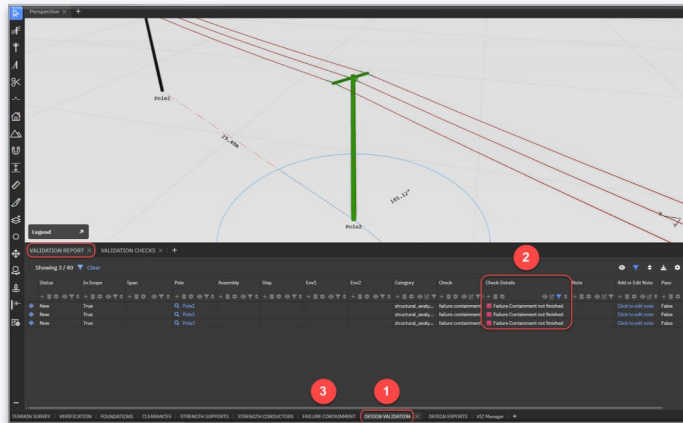 Perspective × +
Pole1
29.40m
185.12°
Pole2
x
Legend
VALIDATION REPORT × VALIDATION CHECKS × +
2
Showing 3 / 40 Clear
Status In Scope Span Pole Assembly Stay Env1 Env2 Category Check Check Details Note Add or Edit Note Pass
New True Pole1 structural_analy... failure containment Failure Containment not finished Click to edit note False
New True Pole2 structural_analy... failure containment Failure Containment not finished Click to edit note False
New True Pole3 structural_analy... failure containment Failure Containment not finished Click to edit note False
3 1
TERRAIN SURVEY VERIFICATION FOUNDATIONS CLEARANCES STRENGTH SUPPORTS STRENGTH CONDUCTORS FAILURE CONTAINMENT DESIGN VALIDATION × DESIGN EXPORTS VIZ Manager +